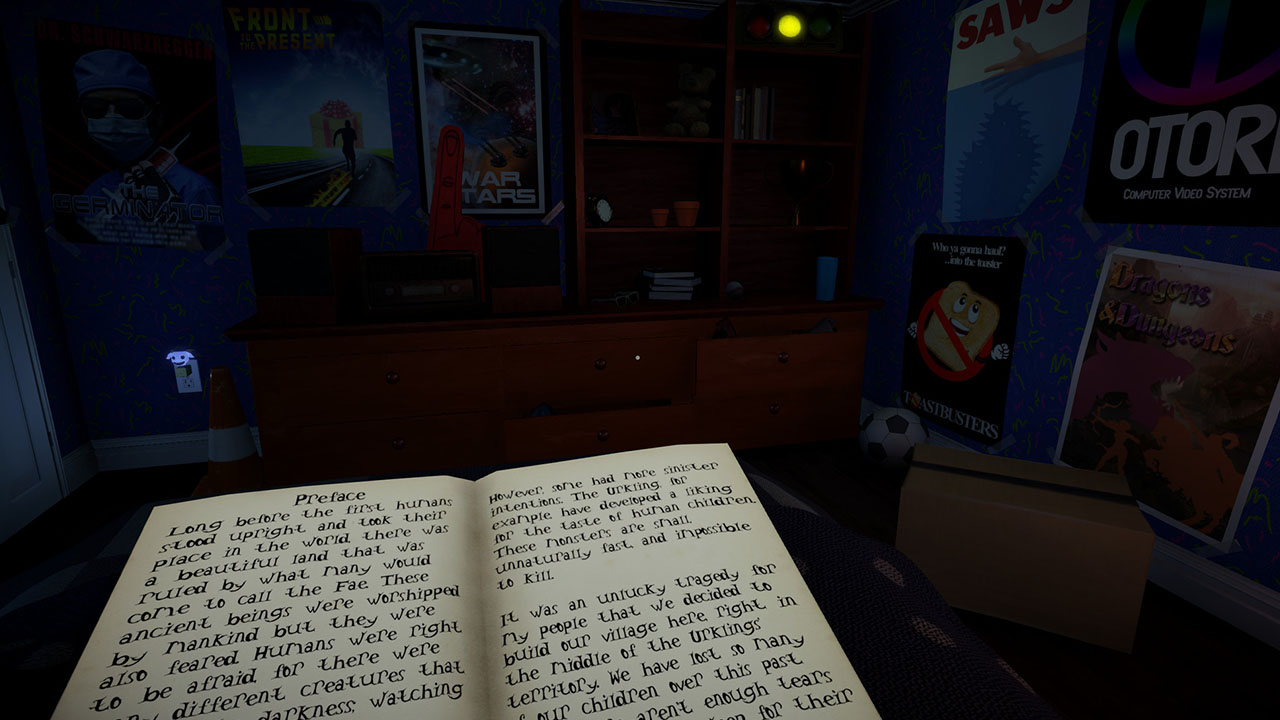 DR. SCHWARZHEGNER
THE
GERMINATOR
FRONT
TO THE PRESENT
WAR
TARS
SAWS
OTORI
COMPUTER VIDEO SYSTEM
Who ya gonna haul?
...into the toaster
TOASTBUSTERS
Dragons
& Dungeons
Preface
Long before the first humans
stood upright and took their
place in the world there was
a beautiful land that was
ruled by what many would
come to call the Fae. These
ancient beings were worshipped
by mankind but they were
also feared. Humans were right
to be afraid for there were
different creatures that
darkness, watching
However, some had more sinister
intentions. The Urkling, for
example have developed a liking
for the taste of human children.
These monsters are small,
unnaturally fast, and impossible
to kill.
It was an unlucky tragedy for
my people that we decided to
build our village here right in
the middle of the Urklings
territory. We have lost so many
our children over this past
aren't enough tears
for their